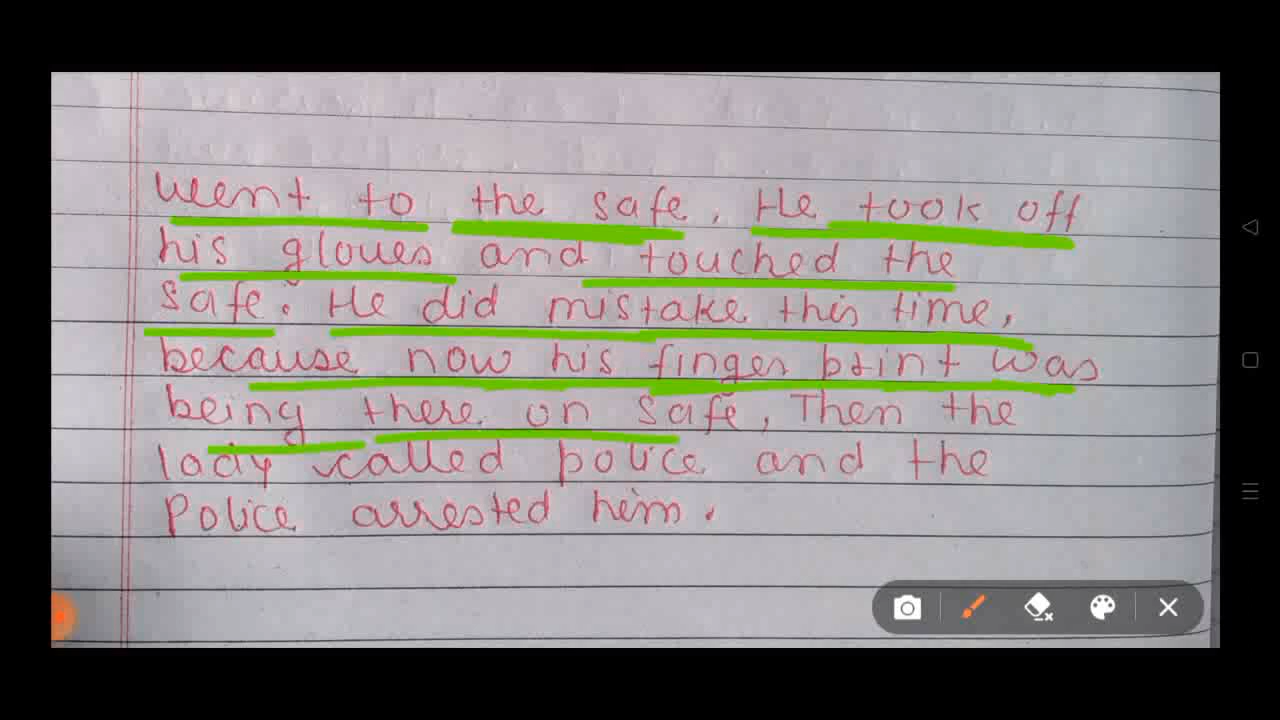 went to the safe. He took off
his gloves and touched the
safe. He did mistake this time,
because now his finger print was
being there on safe, Then the
lady called police and the
Police arrested him.